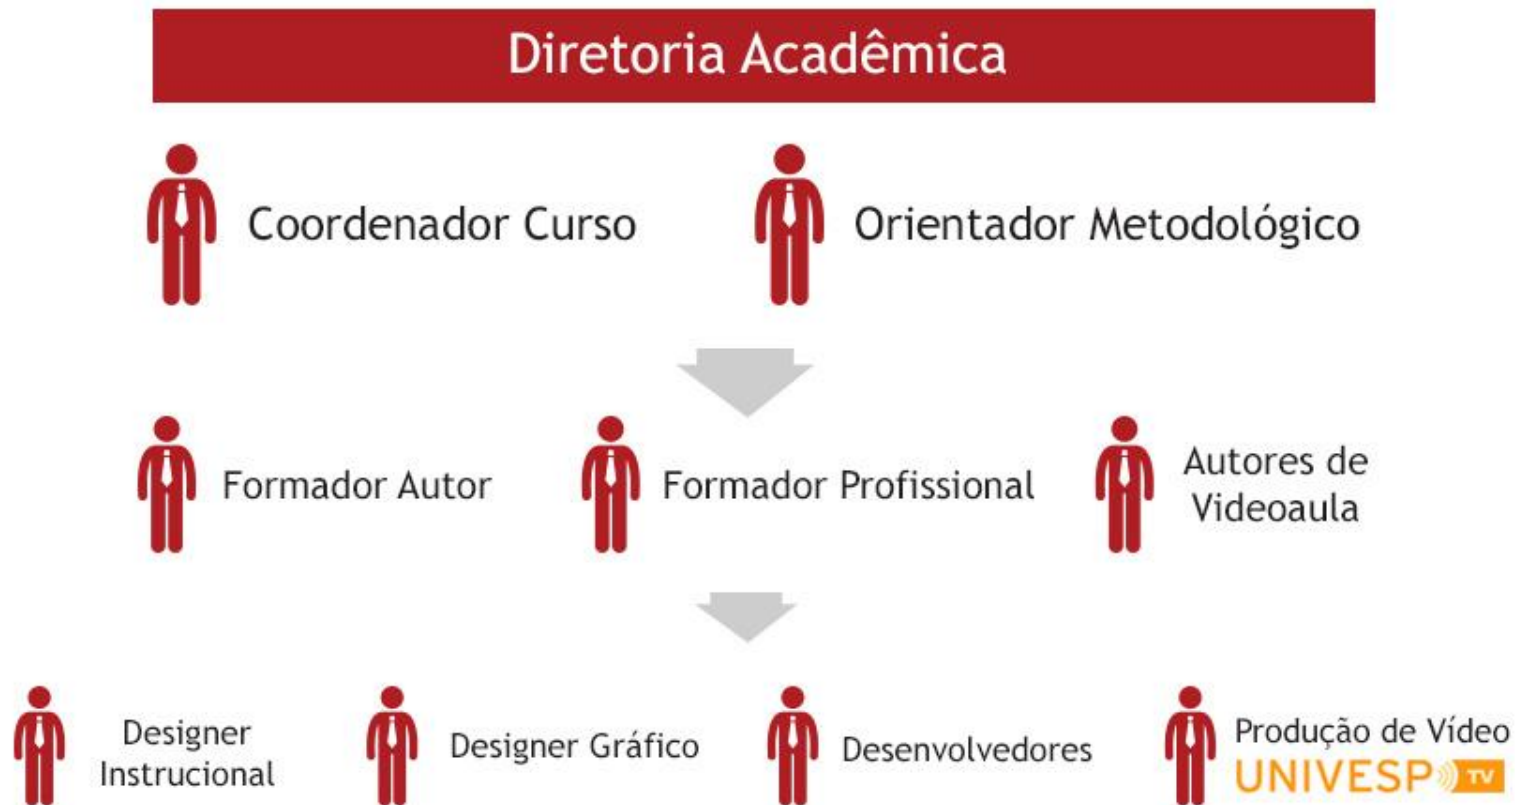 Diretoria Acadêmica
Coordenador Curso
Orientador Metodológico
Formador Autor
Formador Profissional
Autores de
Videoaula
Designer
Instrucional
Designer Gráfico
Desenvolvedores
Produção de Vídeo
UNIVESP TV